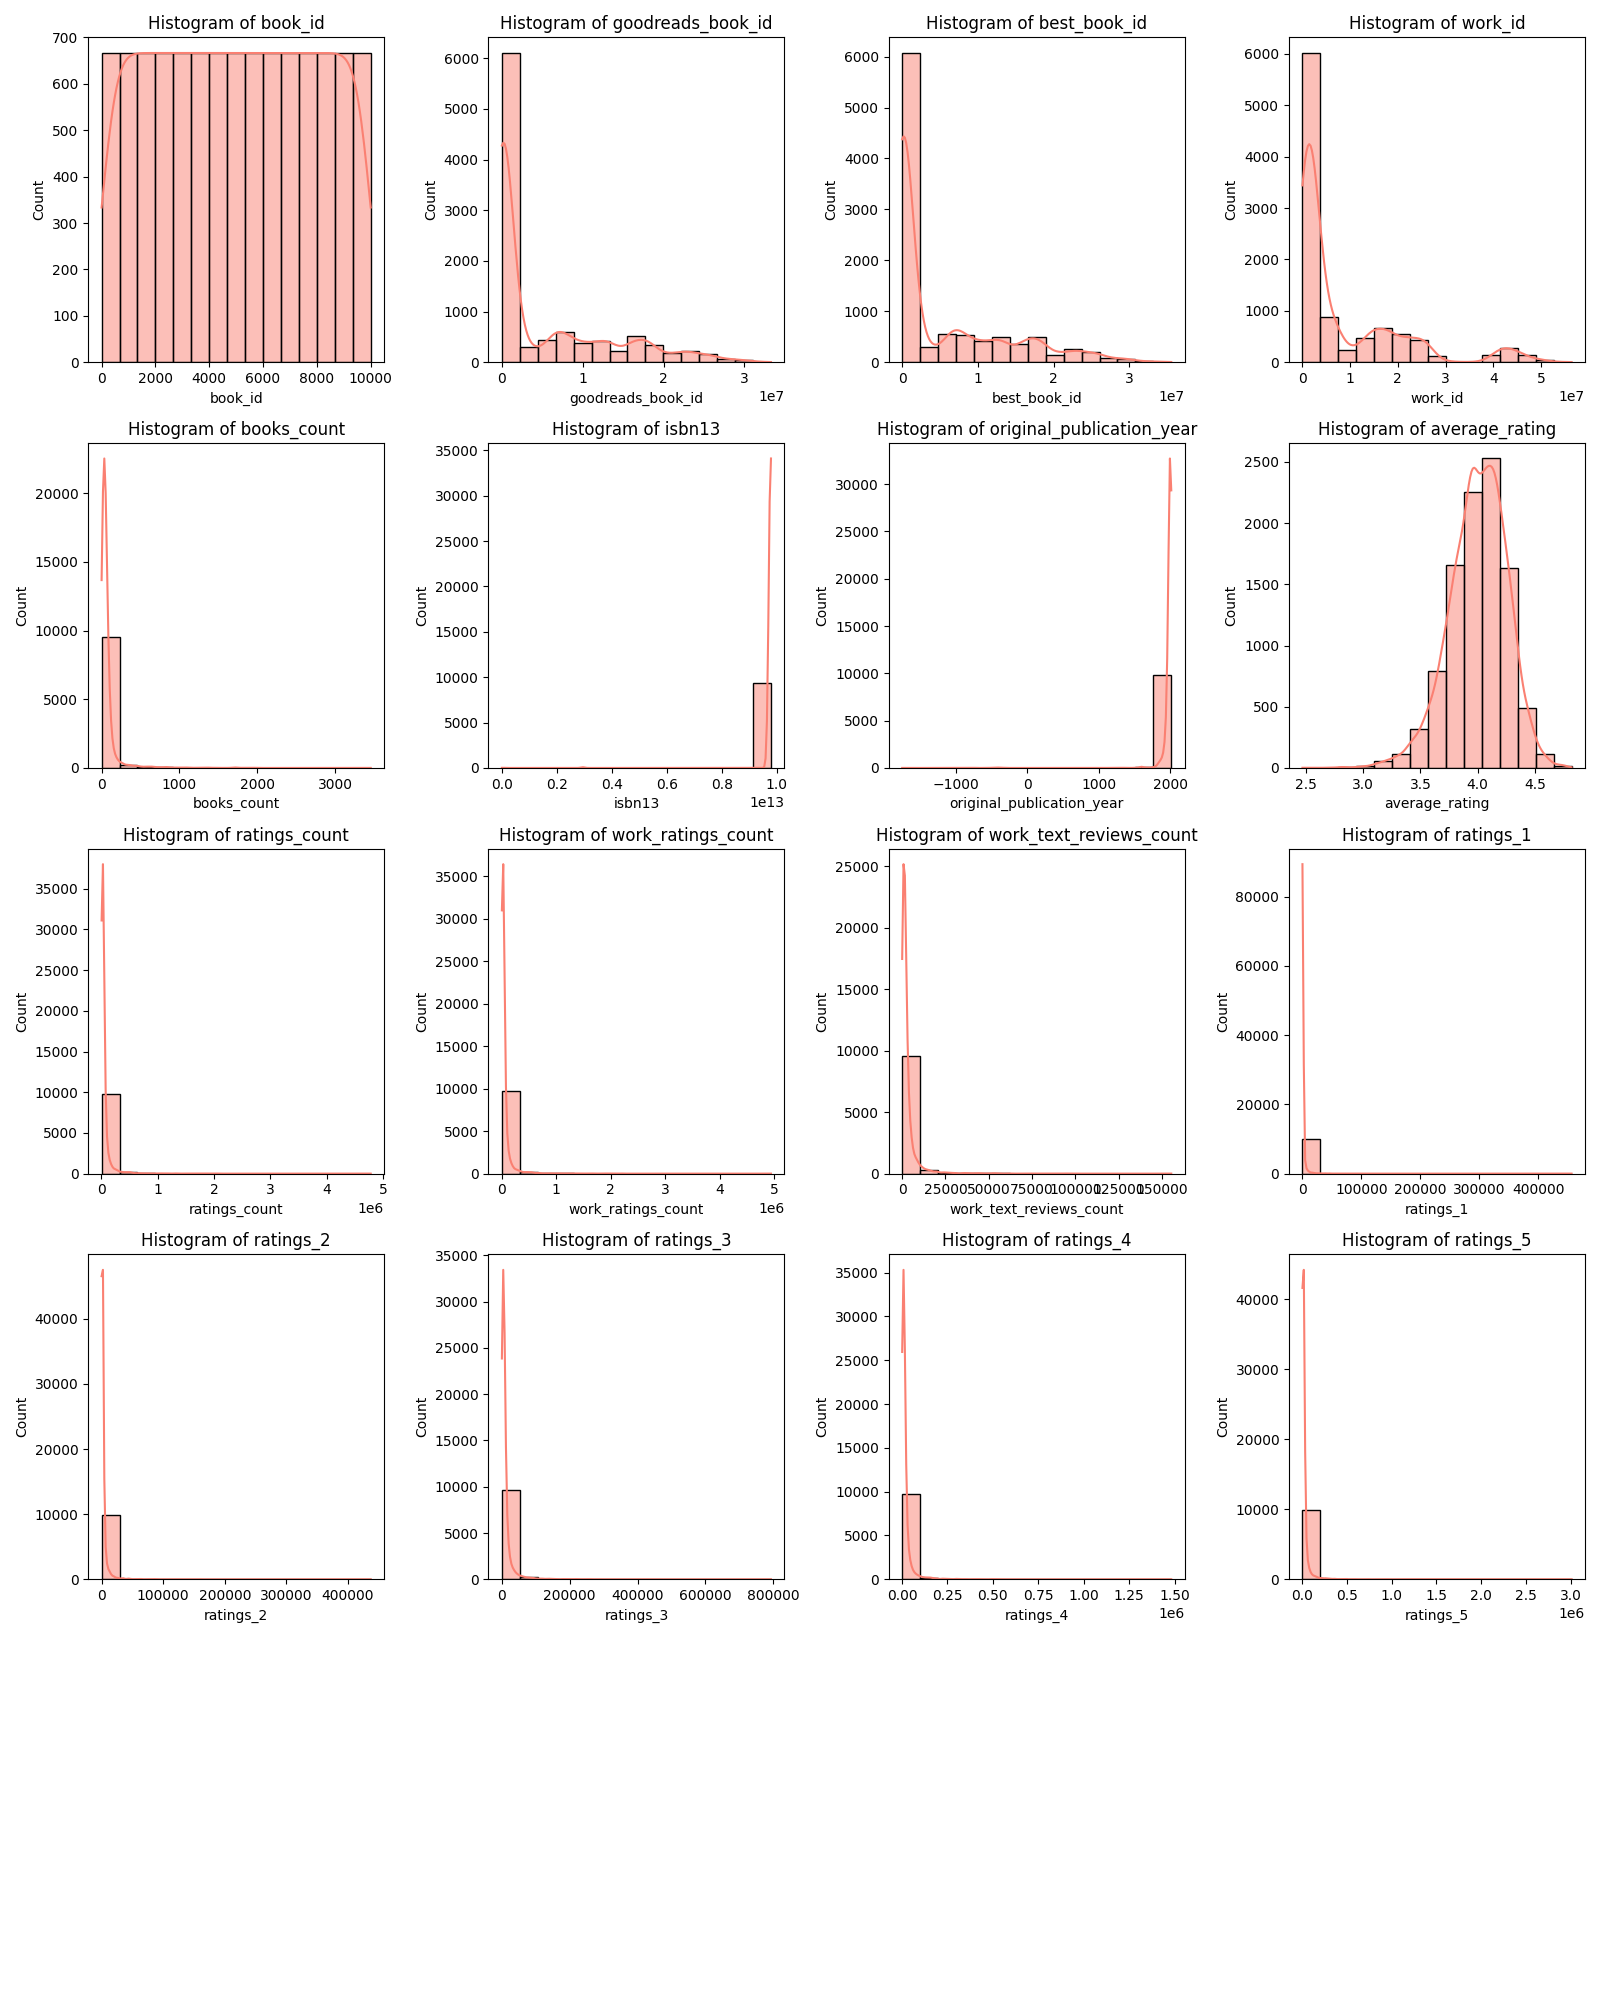 Histogram of book_id
Histogram of goodreads_book_id
Histogram of best_book_id
Histogram of work_id
700
600
500
400
300
200
100
0
Count
0 2000 4000 6000 8000 10000
book_id
6000
5000
4000
3000
2000
1000
0
Count
0 1 2 3
1e7
goodreads_book_id
6000
5000
4000
3000
2000
1000
0
Count
0 1 2 3
1e7
best_book_id
6000
5000
4000
3000
2000
1000
0
Count
0 1 2 3 4 5
1e7
work_id
Histogram of books_count
Histogram of isbn13
Histogram of original_publication_year
Histogram of average_rating
20000
15000
10000
5000
0
Count
0 1000 2000 3000
books_count
35000
30000
25000
20000
15000
10000
5000
0
Count
0.0 0.2 0.4 0.6 0.8 1.0
1e13
isbn13
30000
25000
20000
15000
10000
5000
0
Count
−1000 0 1000 2000
original_publication_year
2500
2000
1500
1000
500
0
Count
2.5 3.0 3.5 4.0 4.5
average_rating
Histogram of ratings_count
Histogram of work_ratings_count
Histogram of work_text_reviews_count
Histogram of ratings_1
35000
30000
25000
20000
15000
10000
5000
0
Count
0 1 2 3 4 5
1e6
ratings_count
35000
30000
25000
20000
15000
10000
5000
0
Count
0 1 2 3 4 5
1e6
work_ratings_count
25000
20000
15000
10000
5000
0
Count
0 25000 50000 75000 100000 125000 150000
work_text_reviews_count
80000
60000
40000
20000
0
Count
0 100000 200000 300000 400000
ratings_1
Histogram of ratings_2
Histogram of ratings_3
Histogram of ratings_4
Histogram of ratings_5
40000
30000
20000
10000
0
Count
0 100000 200000 300000 400000
ratings_2
35000
30000
25000
20000
15000
10000
5000
0
Count
0 200000 400000 600000 800000
ratings_3
35000
30000
25000
20000
15000
10000
5000
0
Count
0.00 0.25 0.50 0.75 1.00 1.25 1.50
1e6
ratings_4
40000
30000
20000
10000
0
Count
0.0 0.5 1.0 1.5 2.0 2.5 3.0
1e6
ratings_5